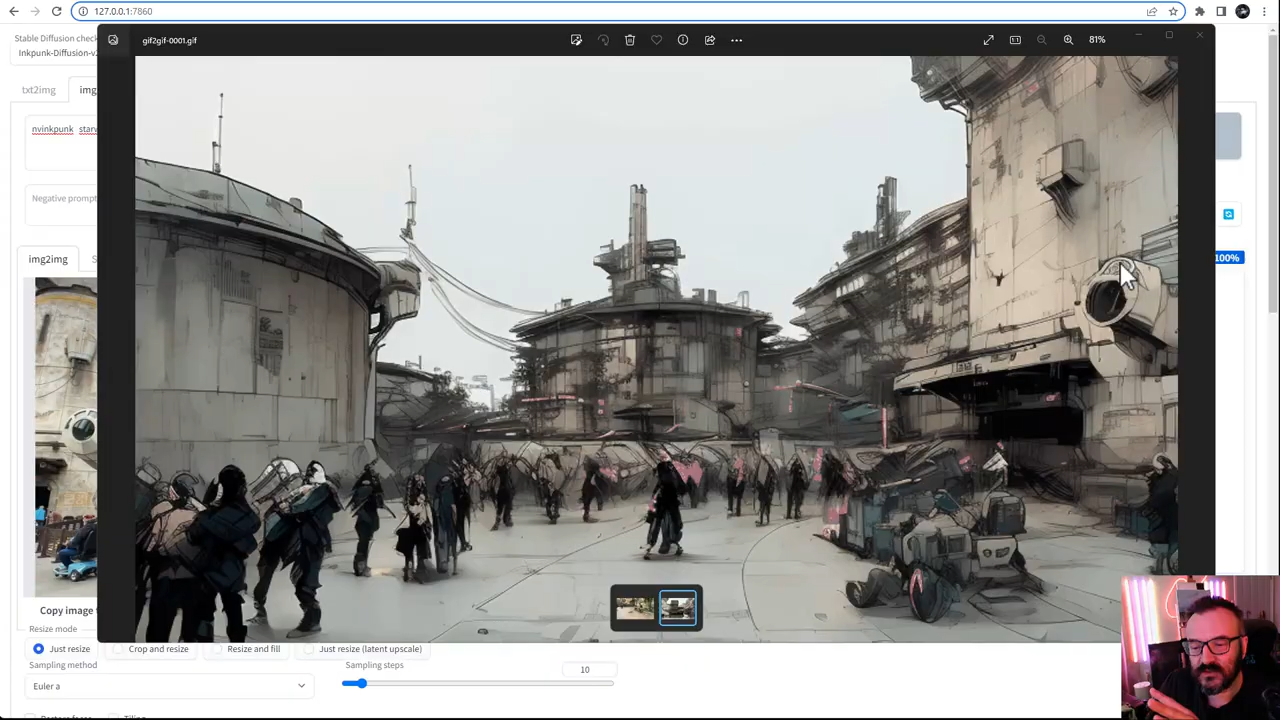 127.0.0.1:7860
Stable Diffusion check
Inkpunk-Diffusion-v2
gif2gif-0001.gif
81%
txt2img
img
nvinkpunk starw
Negative prompt
img2img
S
100%
Copy image t
Resize mode
Just resize
Crop and resize
Resize and fill
Just resize (latent upscale)
Sampling method
Sampling steps
10
Euler a